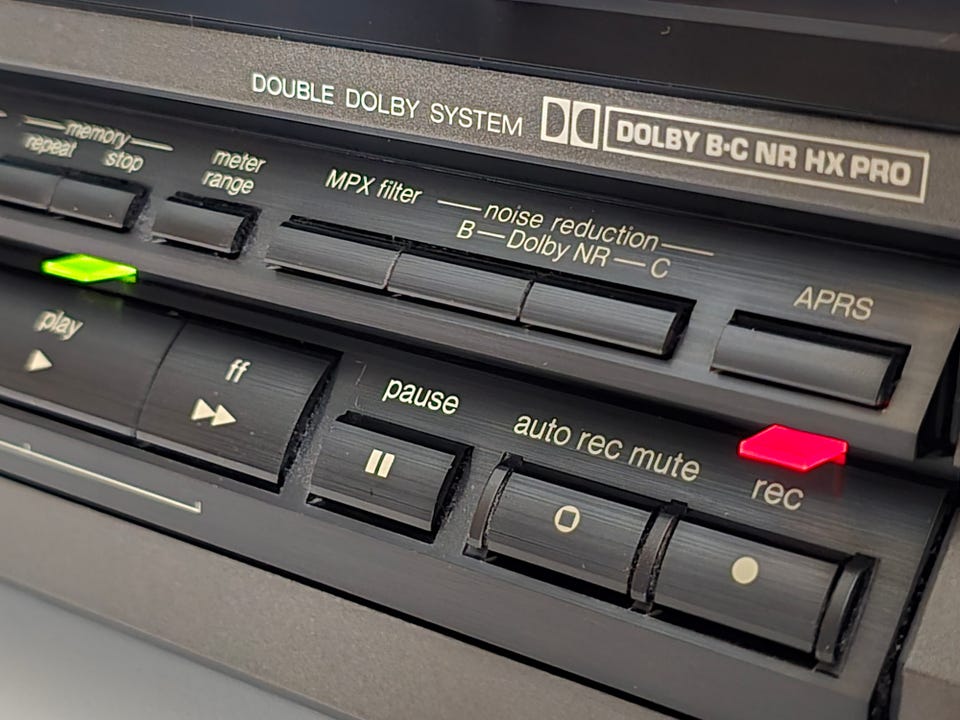 DOUBLE DOLBY SYSTEM DOLBY B·C NR HX PRO
memory
repeat stop
meter
range
MPX filter
noise reduction
B Dolby NR C
APRS
play
ff
pause
auto rec mute
rec